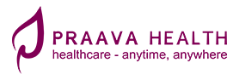 PRAAVA HEALTH
healthcare - anytime, anywhere